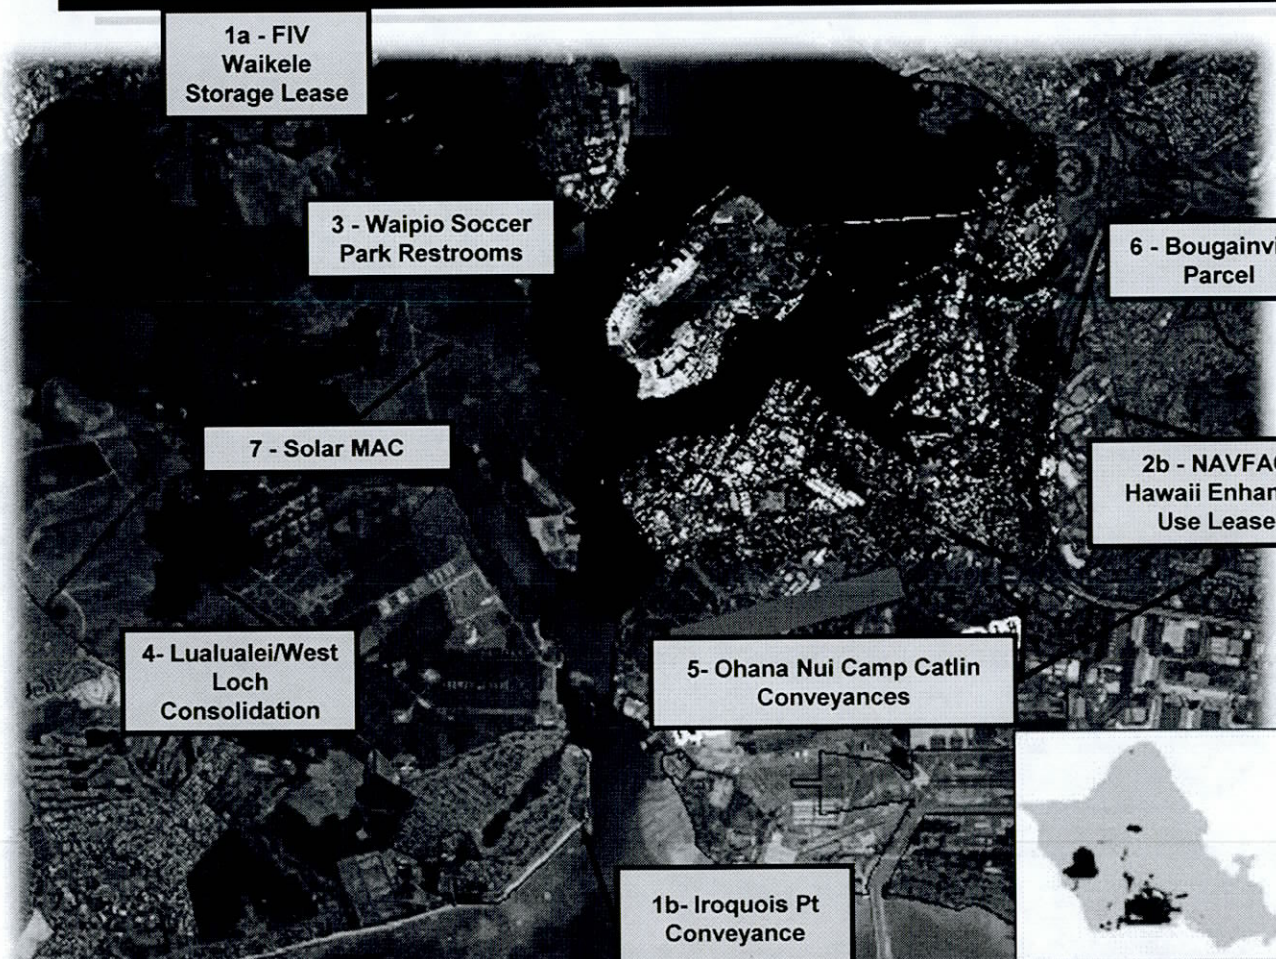 1a - FIV
Waikele
Storage Lease
3 - Waipio Soccer
Park Restrooms
6 - Bougainvi
Parcel
7 - Solar MAC
2b - NAVFAC
Hawaii Enhan
Use Lease
4- Lualualei/West
Loch
Consolidation
5- Ohana Nui Camp Catlin
Conveyances
1b- Iroquois Pt
Conveyance